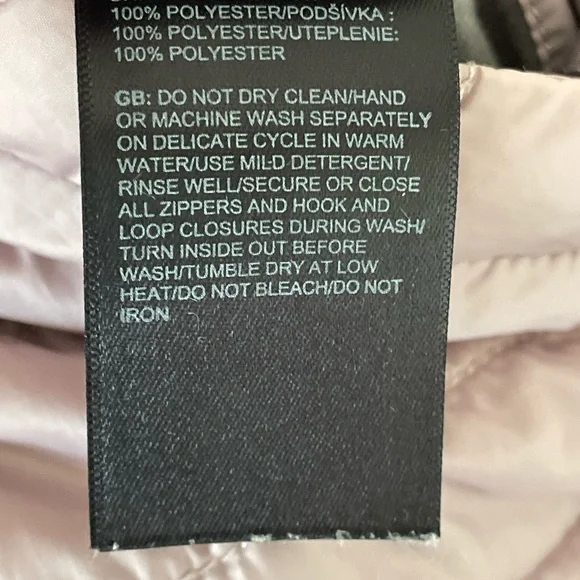 100% POLYESTER/PODŠÍVKA :
100% POLYESTER/UTEPLENIE:
100% POLYESTER
GB: DO NOT DRY CLEAN/HAND
OR MACHINE WASH SEPARATELY
ON DELICATE CYCLE IN WARM
WATER/USE MILD DETERGENT/
RINSE WELL/SECURE OR CLOSE
ALL ZIPPERS AND HOOK AND
LOOP CLOSURES DURING WASH/
TURN INSIDE OUT BEFORE
WASH/TUMBLE DRY AT LOW
HEAT/DO NOT BLEACH/DO NOT
IRON